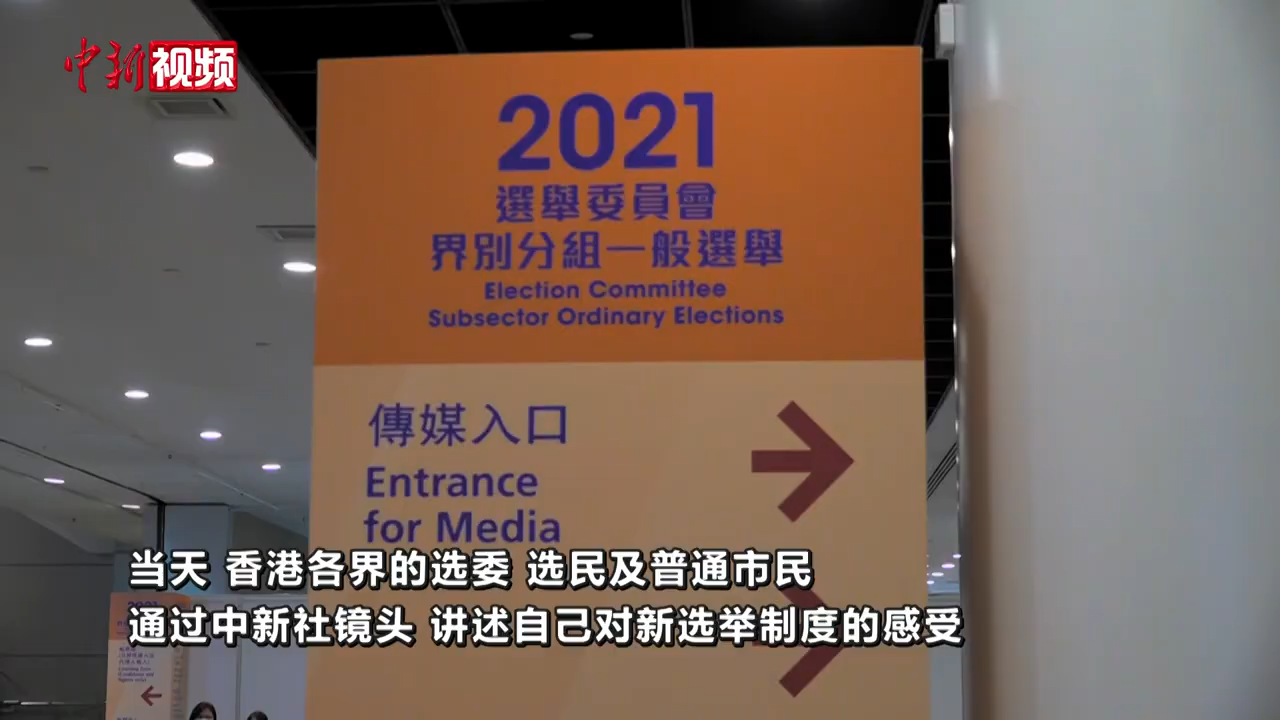 中新视频
2021
選舉委員會
界別分組一般選舉
Election Committee
Subsector Ordinary Elections
傳媒入口
Entrance
for Media
当天 香港各界的选委 选民及普通市民
通过中新社镜头 讲述自己对新选举制度的感受